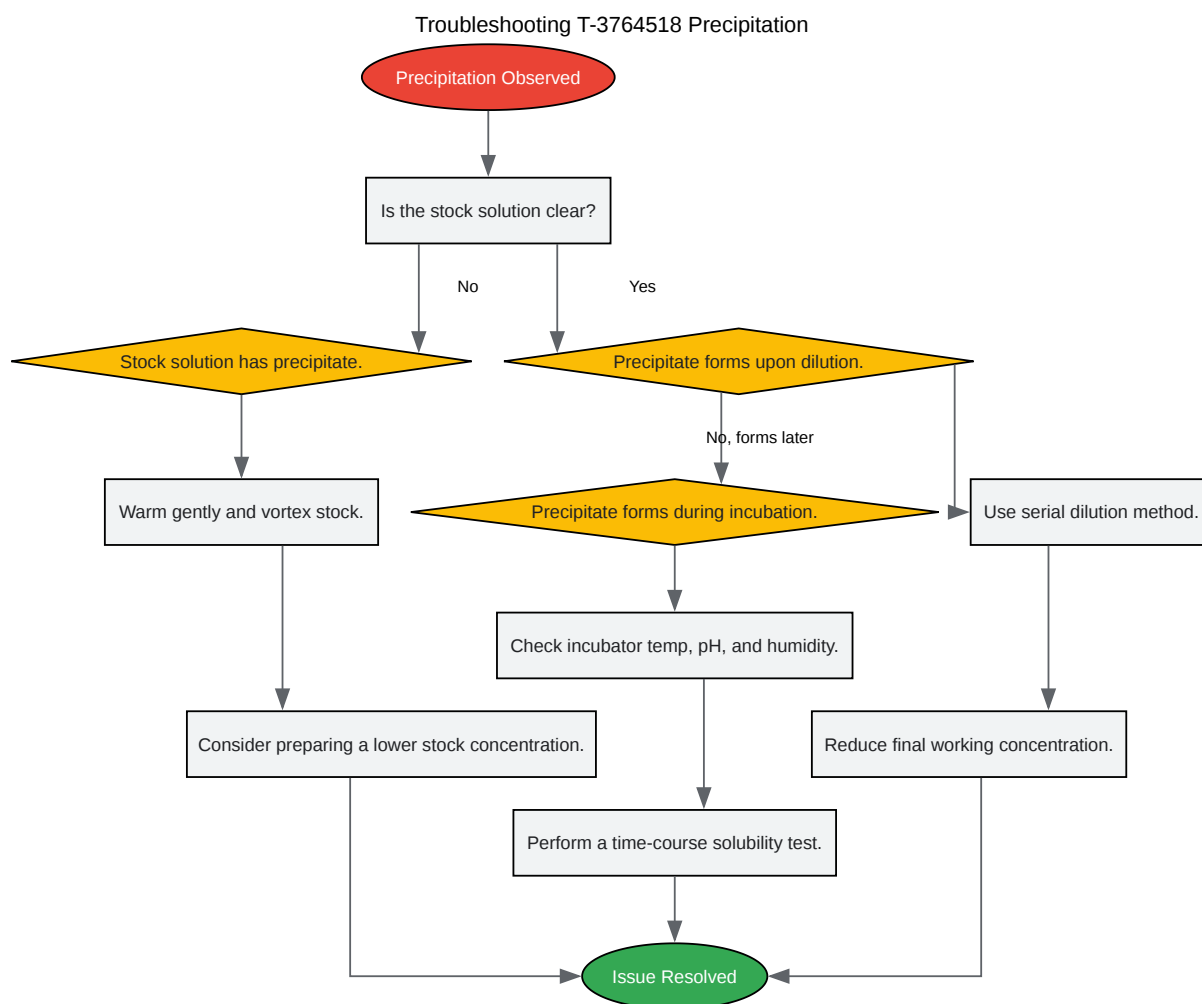 Troubleshooting T-3764518 Precipitation
Precipitation Observed
Is the stock solution clear?
No
Yes
Stock solution has precipitate.
Precipitate forms upon dilution.
No, forms later
Warm gently and vortex stock.
Precipitate forms during incubation.
Use serial dilution method.
Check incubator temp, pH, and humidity.
Consider preparing a lower stock concentration.
Reduce final working concentration.
Perform a time-course solubility test.
Issue Resolved